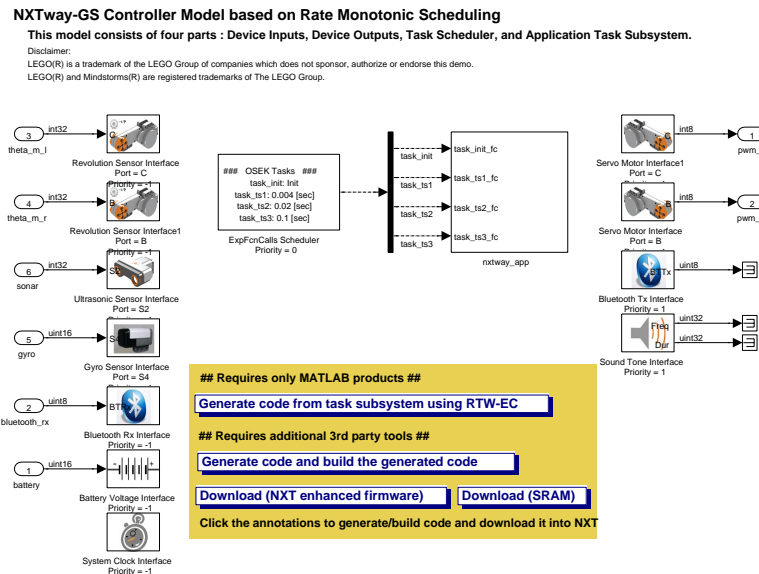 NXTway-GS Controller Model based on Rate Monotonic Scheduling
This model consists of four parts : Device Inputs, Device Outputs, Task Scheduler, and Application Task Subsystem.
Disclaimer:
LEGO(R) is a trademark of the LEGO Group of companies which does not sponsor, authorize or endorse this demo.
LEGO(R) and Mindstorms(R) are registered trademarks of The LEGO Group.
3
theta_m_l
int32
C
Revolution Sensor Interface
Port = C
Priority = -1
4
theta_m_r
int32
B
Revolution Sensor Interface1
Port = B
Priority = -1
6
sonar
int32
S2
Ultrasonic Sensor Interface
Port = S2
5
gyro
uint16
S4
Gyro Sensor Interface
Port = S4
2
bluetooth_rx
uint8
BTRx
Bluetooth Rx Interface
Priority = -1
1
battery
uint16
Battery Voltage Interface
Priority = -1
System Clock Interface
Priority = -1
### OSEK Tasks ###
task_init: Init
task_ts1: 0.004 [sec]
task_ts2: 0.02 [sec]
task_ts3: 0.1 [sec]
ExpFcnCalls Scheduler
Priority = 0
task_init
task_ts1
task_ts2
task_ts3
task_init_fc
task_ts1_fc
task_ts2_fc
task_ts3_fc
nxtway_app
C
int8
1
pwm_
Servo Motor Interface1
Port = C
B
int8
2
pwm_
Servo Motor Interface
Port = B
BTTx
uint8
Bluetooth Tx Interface
Priority = 1
Freq
uint32
Dur
uint32
Sound Tone Interface
Priority = 1
## Requires only MATLAB products ##
Generate code from task subsystem using RTW-EC
## Requires additional 3rd party tools ##
Generate code and build the generated code
Download (NXT enhanced firmware)
Download (SRAM)
Click the annotations to generate/build code and download it into NXT